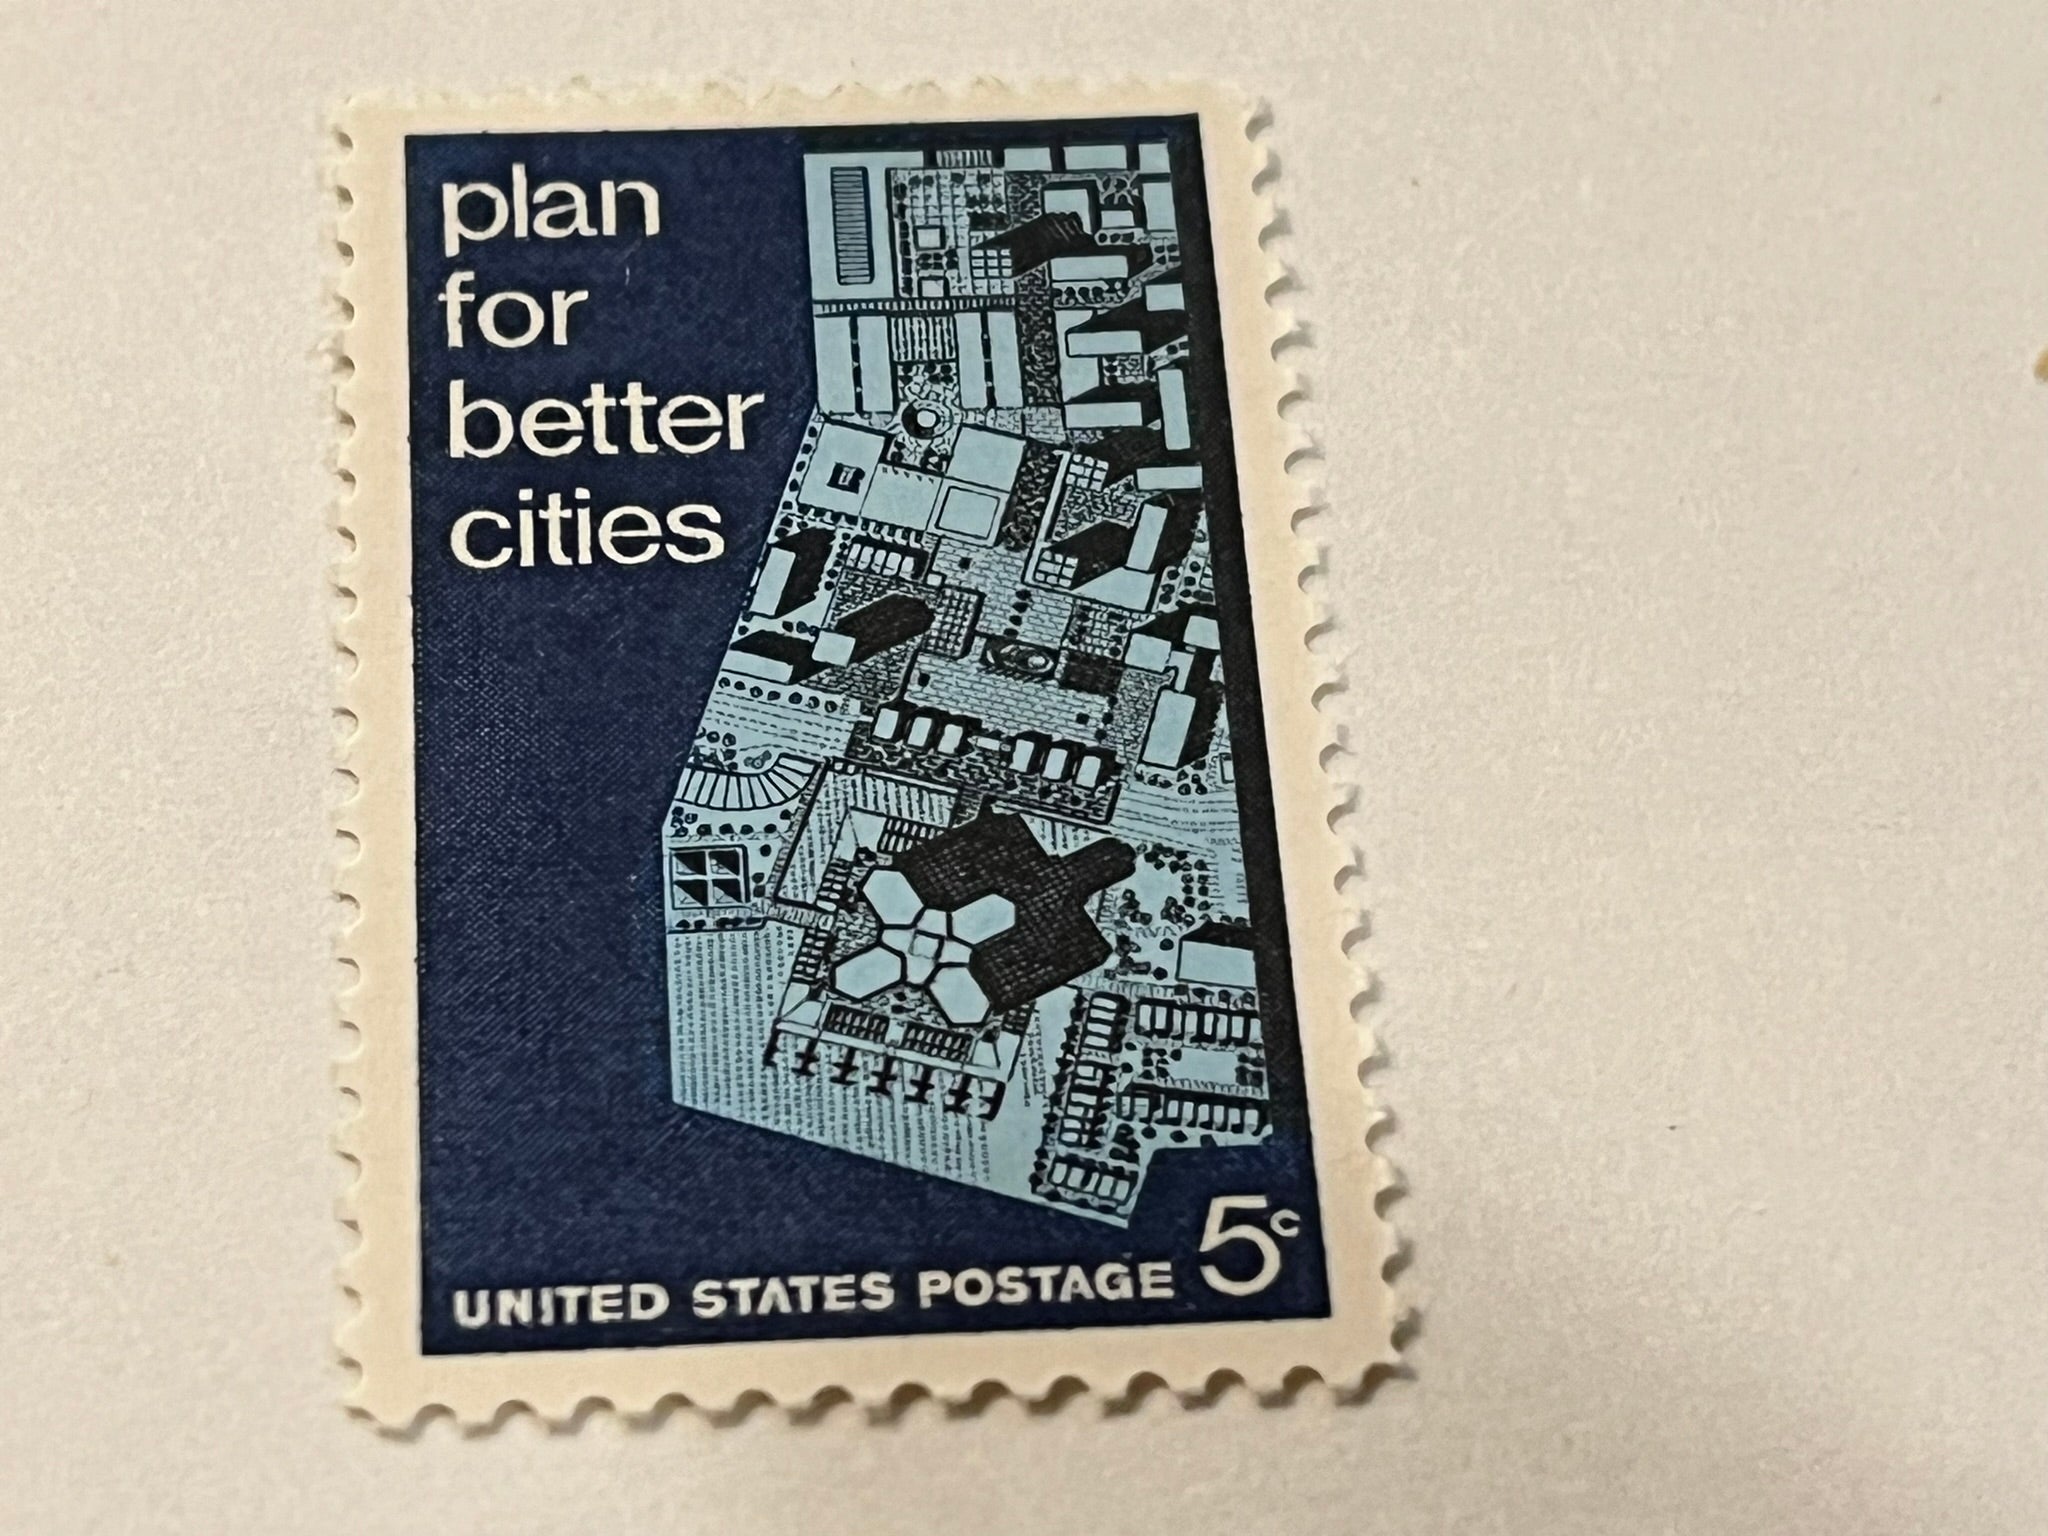 plan
for
better
cities
5c
UNITED STATES POSTAGE